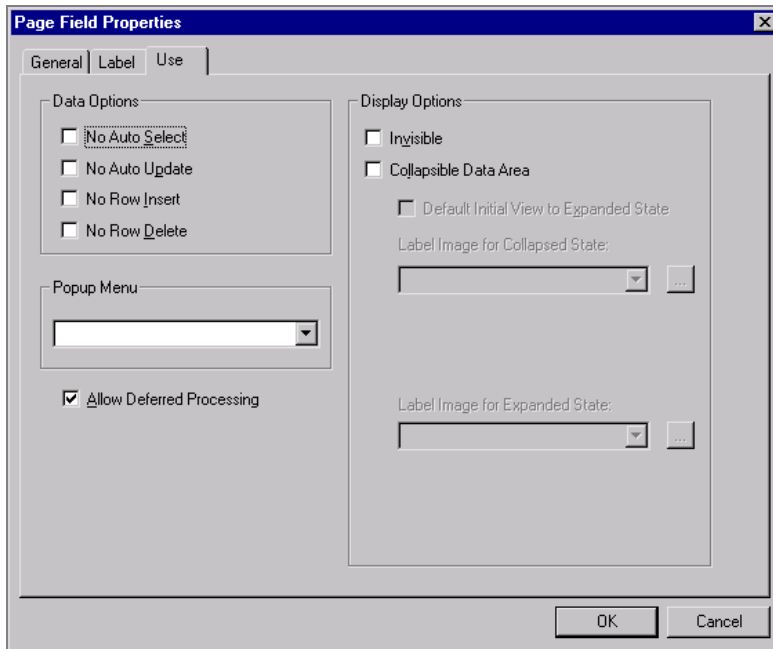 Page Field Properties
General
Label
Use
Data Options
No Auto Select
No Auto Update
No Row Insert
No Row Delete
Popup Menu
Allow Deferred Processing
Display Options
Invisible
Collapsible Data Area
Default Initial View to Expanded State
Label Image for Collapsed State:
...
Label Image for Expanded State:
...
OK
Cancel